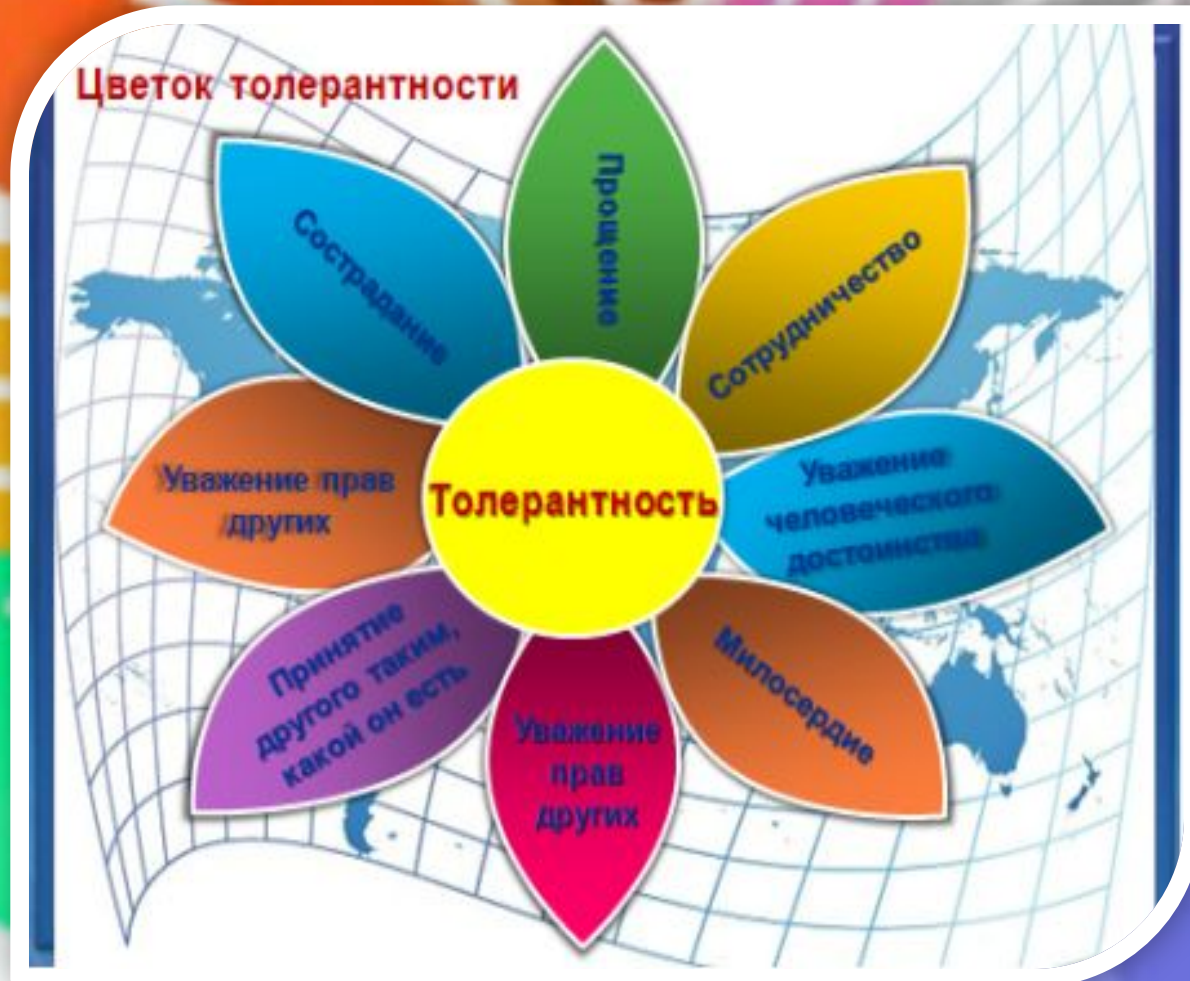 Цветок толерантности
Прощение
Сотрудничество
Уважение
человеческого
достоинства
Милосердие
Уважение
прав
других
Принятие
другого таким,
какой он есть
Уважение прав
других
Сострадание
Толерантность